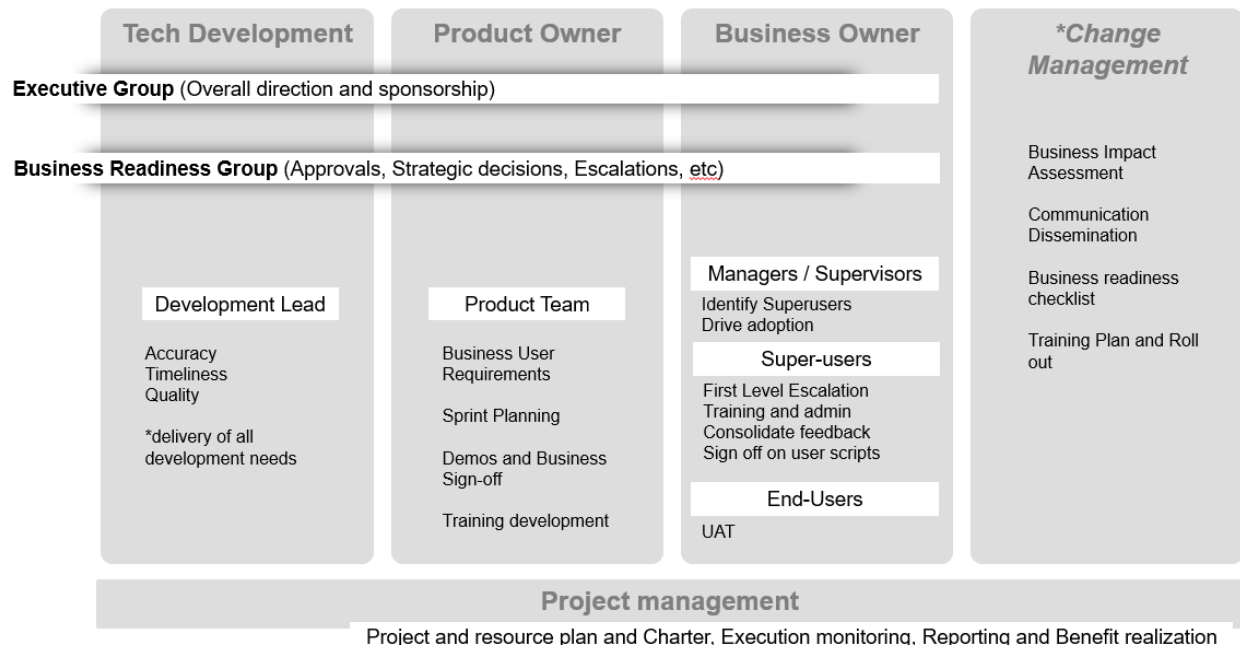 Tech Development
Product Owner
Business Owner
*Change
Management
Executive Group (Overall direction and sponsorship)
Business Readiness Group (Approvals, Strategic decisions, Escalations, etc)
Development Lead
Accuracy
Timeliness
Quality
*delivery of all
development needs
Product Team
Business User
Requirements
Sprint Planning
Demos and Business
Sign-off
Training development
Managers / Supervisors
Identify Superusers
Drive adoption
Super-users
First Level Escalation
Training and admin
Consolidate feedback
Sign off on user scripts
End-Users
UAT
Business Impact
Assessment
Communication
Dissemination
Business readiness
checklist
Training Plan and Roll
out
Project management
Project and resource plan and Charter, Execution monitoring, Reporting and Benefit realization